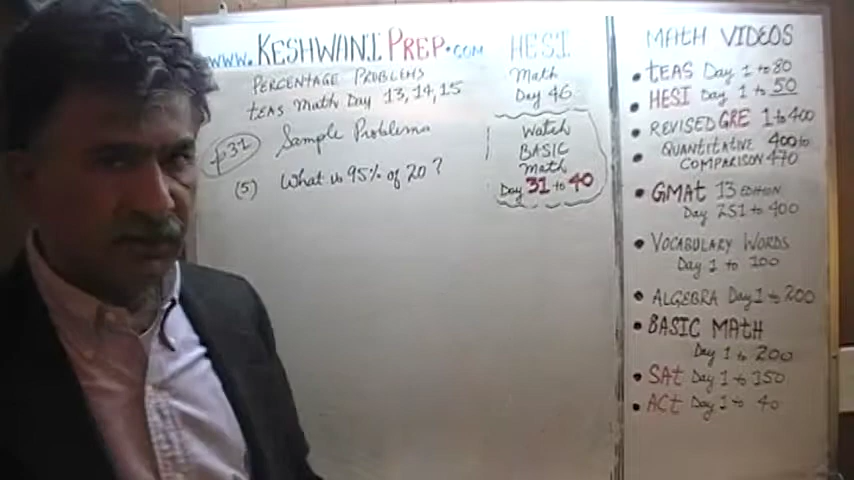 WWW.KESHWANIPREP.COM
PERCENTAGE PROBLEMS
TEAS Math Day 13,14,15
p31 Sample Problems
(5) What is 95% of 20?
HESI
Math
Day 46
Watch
BASIC
Math
Day 31 to 40
MATH VIDEOS
• TEAS Day 1 to 80
• HESI Day 1 to 50
• REVISED GRE 1 to 400
• QUANTITATIVE 400 to
COMPARISON 470
• GMAT 13 EDITION
Day 251 to 400
• VOCABULARY WORDS
Day 1 to 100
• ALGEBRA Day 1 to 200
• BASIC MATH
Day 1 to 200
• SAT Day 1 to 350
• ACT Day 1 to 40